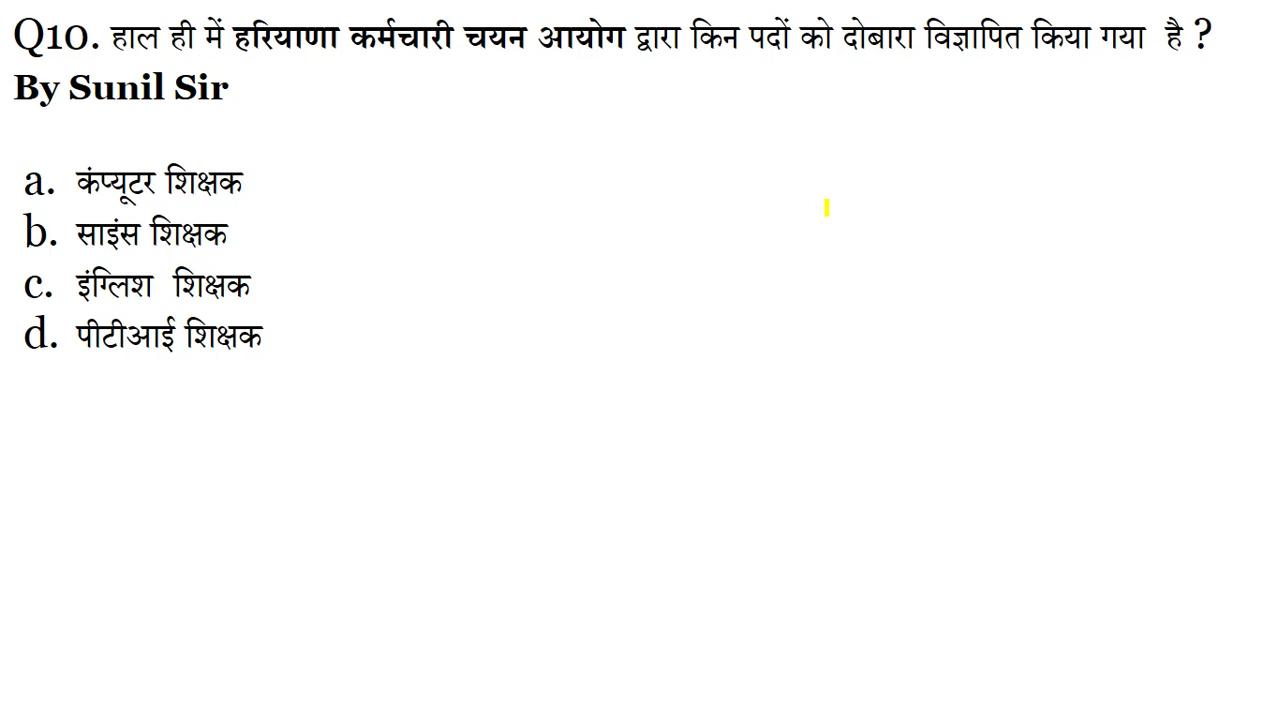 Q10. हाल ही में हरियाणा कर्मचारी चयन आयोग द्वारा किन पदों को दोबारा विज्ञापित किया गया है ?
By Sunil Sir
a. कंप्यूटर शिक्षक
b. साइंस शिक्षक
c. इंग्लिश शिक्षक
d. पीटीआई शिक्षक